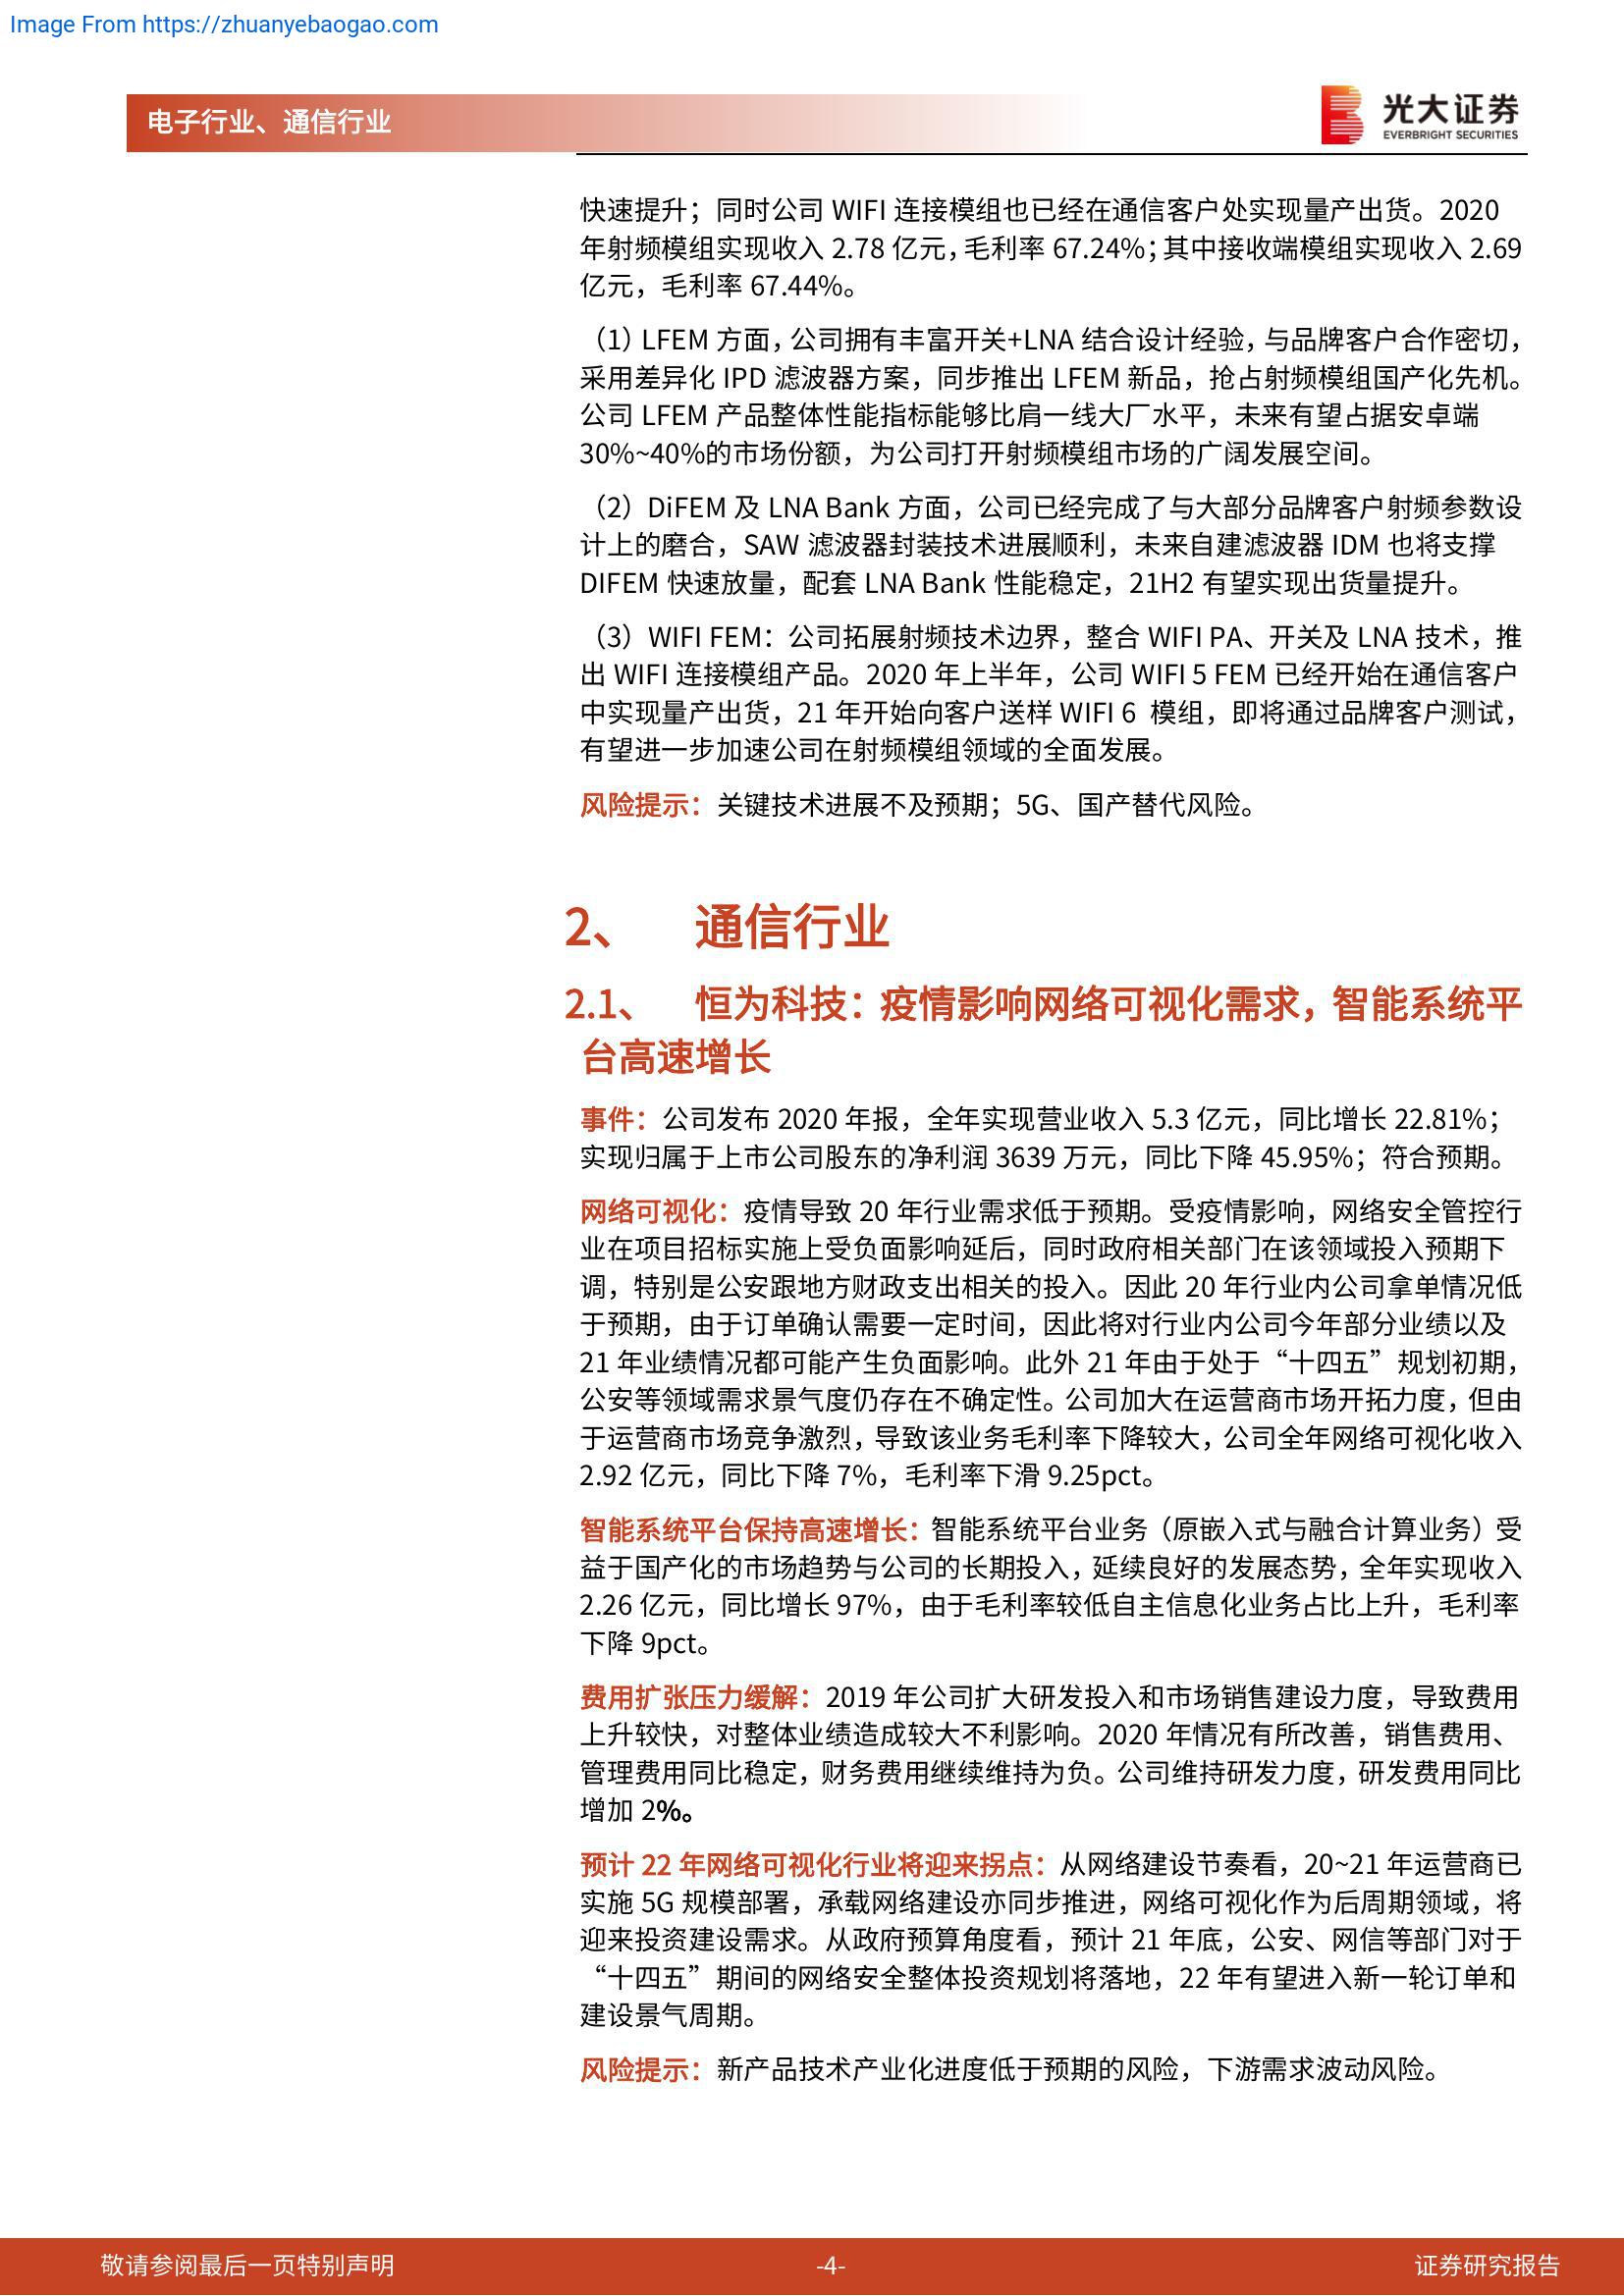 Image From https://zhuanyebaogao.com
电子行业、通信行业
光大证券
EVERBRIGHT SECURITIES
快速提升；同时公司 WIFI 连接模组也已经在通信客户处实现量产出货。2020
年射频模组实现收入 2.78 亿元，毛利率 67.24%；其中接收端模组实现收入 2.69
亿元，毛利率 67.44%。
（1）LFEM 方面，公司拥有丰富开关+LNA 结合设计经验，与品牌客户合作密切，
采用差异化 IPD 滤波器方案，同步推出 LFEM 新品，抢占射频模组国产化先机。
公司 LFEM 产品整体性能指标能够比肩一线大厂水平，未来有望占据安卓端
30%~40%的市场份额，为公司打开射频模组市场的广阔发展空间。
（2）DiFEM 及 LNA Bank 方面，公司已经完成了与大部分品牌客户射频参数设
计上的磨合，SAW 滤波器封装技术进展顺利，未来自建滤波器 IDM 也将支撑
DIFEM 快速放量，配套 LNA Bank 性能稳定，21H2 有望实现出货量提升。
（3）WIFI FEM：公司拓展射频技术边界，整合 WIFI PA、开关及 LNA 技术，推
出 WIFI 连接模组产品。2020 年上半年，公司 WIFI 5 FEM 已经开始在通信客户
中实现量产出货，21 年开始向客户送样 WIFI 6 模组，即将通过品牌客户测试，
有望进一步加速公司在射频模组领域的全面发展。
风险提示：关键技术进展不及预期；5G、国产替代风险。
2、 通信行业
2.1、 恒为科技：疫情影响网络可视化需求，智能系统平
台高速增长
事件：公司发布 2020 年报，全年实现营业收入 5.3 亿元，同比增长 22.81%；
实现归属于上市公司股东的净利润 3639 万元，同比下降 45.95%；符合预期。
网络可视化：疫情导致 20 年行业需求低于预期。受疫情影响，网络安全管控行
业在项目招标实施上受负面影响延后，同时政府相关部门在该领域投入预期下
调，特别是公安跟地方财政支出相关的投入。因此 20 年行业内公司拿单情况低
于预期，由于订单确认需要一定时间，因此将对行业内公司今年部分业绩以及
21 年业绩情况都可能产生负面影响。此外 21 年由于处于“十四五”规划初期，
公安等领域需求景气度仍存在不确定性。公司加大在运营商市场开拓力度，但由
于运营商市场竞争激烈，导致该业务毛利率下降较大，公司全年网络可视化收入
2.92 亿元，同比下降 7%，毛利率下滑 9.25pct。
智能系统平台保持高速增长：智能系统平台业务（原嵌入式与融合计算业务）受
益于国产化的市场趋势与公司的长期投入，延续良好的发展态势，全年实现收入
2.26 亿元，同比增长 97%，由于毛利率较低自主信息化业务占比上升，毛利率
下降 9pct。
费用扩张压力缓解：2019 年公司扩大研发投入和市场销售建设力度，导致费用
上升较快，对整体业绩造成较大不利影响。2020 年情况有所改善，销售费用、
管理费用同比稳定，财务费用继续维持为负。公司维持研发力度，研发费用同比
增加 2%。
预计 22 年网络可视化行业将迎来拐点：从网络建设节奏看，20~21 年运营商已
实施 5G 规模部署，承载网络建设亦同步推进，网络可视化作为后周期领域，将
迎来投资建设需求。从政府预算角度看，预计 21 年底，公安、网信等部门对于
“十四五”期间的网络安全整体投资规划将落地，22 年有望进入新一轮订单和
建设景气周期。
风险提示：新产品技术产业化进度低于预期的风险，下游需求波动风险。
敬请参阅最后一页特别声明
-4-
证券研究报告